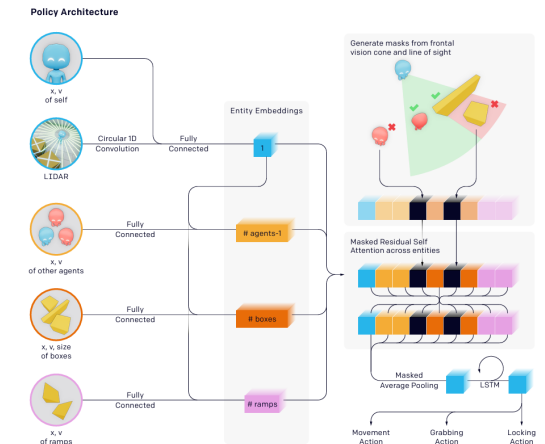 Policy Architecture
x, v
of self
LIDAR
Circular 1D
Convolution
Fully
Connected
x, v
of other agents
Fully
Connected
x, v, size
of boxes
Fully
Connected
x, v
of ramps
Fully
Connected
Entity Embeddings
1
# agents-1
# boxes
# ramps
Generate masks from frontal
vision cone and line of sight
Masked Residual Self
Attention across entities
Masked
Average Pooling
LSTM
Movement
Action
Grabbing
Action
Locking
Action